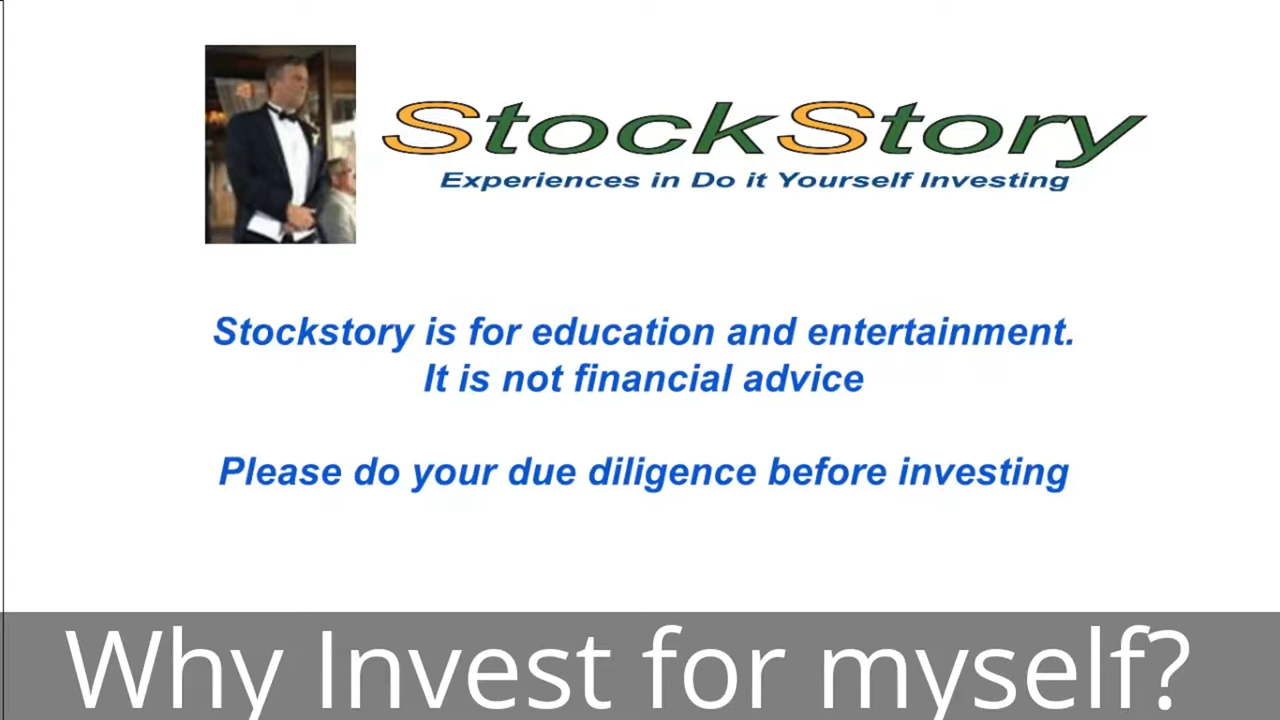 StockStory
Experiences in Do it Yourself Investing
Stockstory is for education and entertainment.
It is not financial advice
Please do your due diligence before investing
Why Invest for myself?